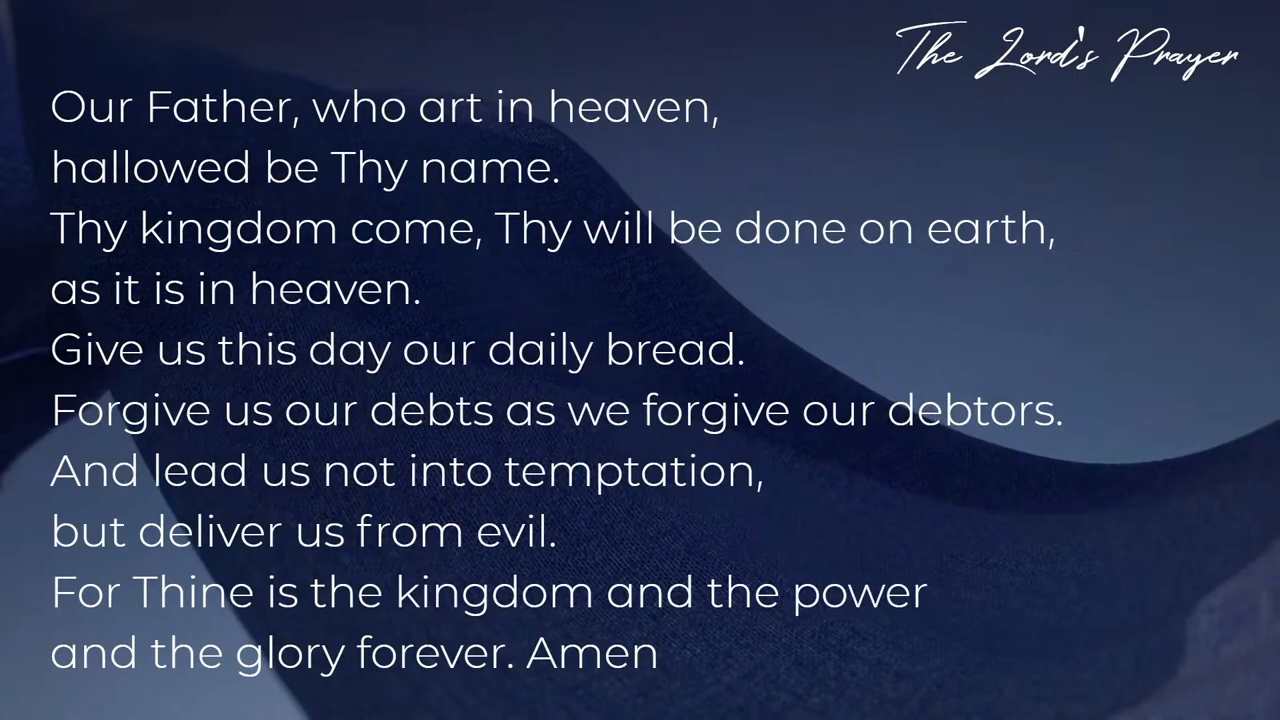 The Lord's Prayer
Our Father, who art in heaven,
hallowed be Thy name.
Thy kingdom come, Thy will be done on earth,
as it is in heaven.
Give us this day our daily bread.
Forgive us our debts as we forgive our debtors.
And lead us not into temptation,
but deliver us from evil.
For Thine is the kingdom and the power
and the glory forever. Amen